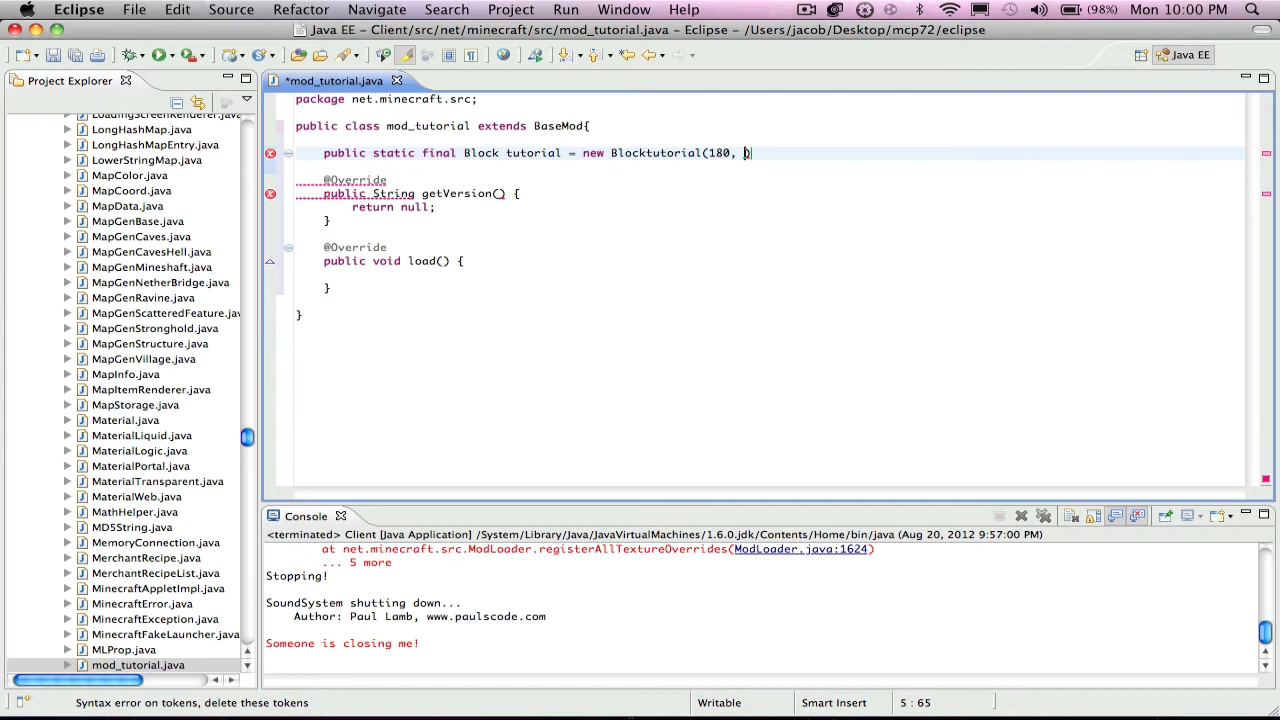 Eclipse File Edit Source Refactor Navigate Search Project Run Window Help (98%) Mon 10:00 PM
Java EE - Client/src/net/minecraft/src/mod_tutorial.java - Eclipse - /Users/jacob/Desktop/mcp72/eclipse
Java EE
Project Explorer
*mod_tutorial.java
LoadingScreenRenderer.java
LongHashMap.java
LongHashMapEntry.java
LowerStringMap.java
MapColor.java
MapCoord.java
MapData.java
MapGenBase.java
MapGenCaves.java
MapGenCavesHell.java
MapGenMineshaft.java
MapGenNetherBridge.java
MapGenRavine.java
MapGenScatteredFeature.java
MapGenStronghold.java
MapGenStructure.java
MapGenVillage.java
MapInfo.java
MapItemRenderer.java
MapStorage.java
Material.java
MaterialLiquid.java
MaterialLogic.java
MaterialPortal.java
MaterialTransparent.java
MaterialWeb.java
MathHelper.java
MD5String.java
MemoryConnection.java
MerchantRecipe.java
MerchantRecipeList.java
MinecraftAppletImpl.java
MinecraftError.java
MinecraftException.java
MinecraftFakeLauncher.java
MLProp.java
mod_tutorial.java
package net.minecraft.src;
public class mod_tutorial extends BaseMod{
public static final Block tutorial = new Blocktutorial(180, )
@Override
public String getVersion() {
return null;
}
@Override
public void load() {
}
}
Console
<terminated> Client [Java Application] /System/Library/Java/JavaVirtualMachines/1.6.0.jdk/Contents/Home/bin/java (Aug 20, 2012 9:57:00 PM)
at net.minecraft.src.ModLoader.registerAllTextureOverrides(ModLoader.java:1624)
... 5 more
Stopping!
SoundSystem shutting down...
Author: Paul Lamb, www.paulscode.com
Someone is closing me!
Syntax error on tokens, delete these tokens
Writable
Smart Insert
5 : 65